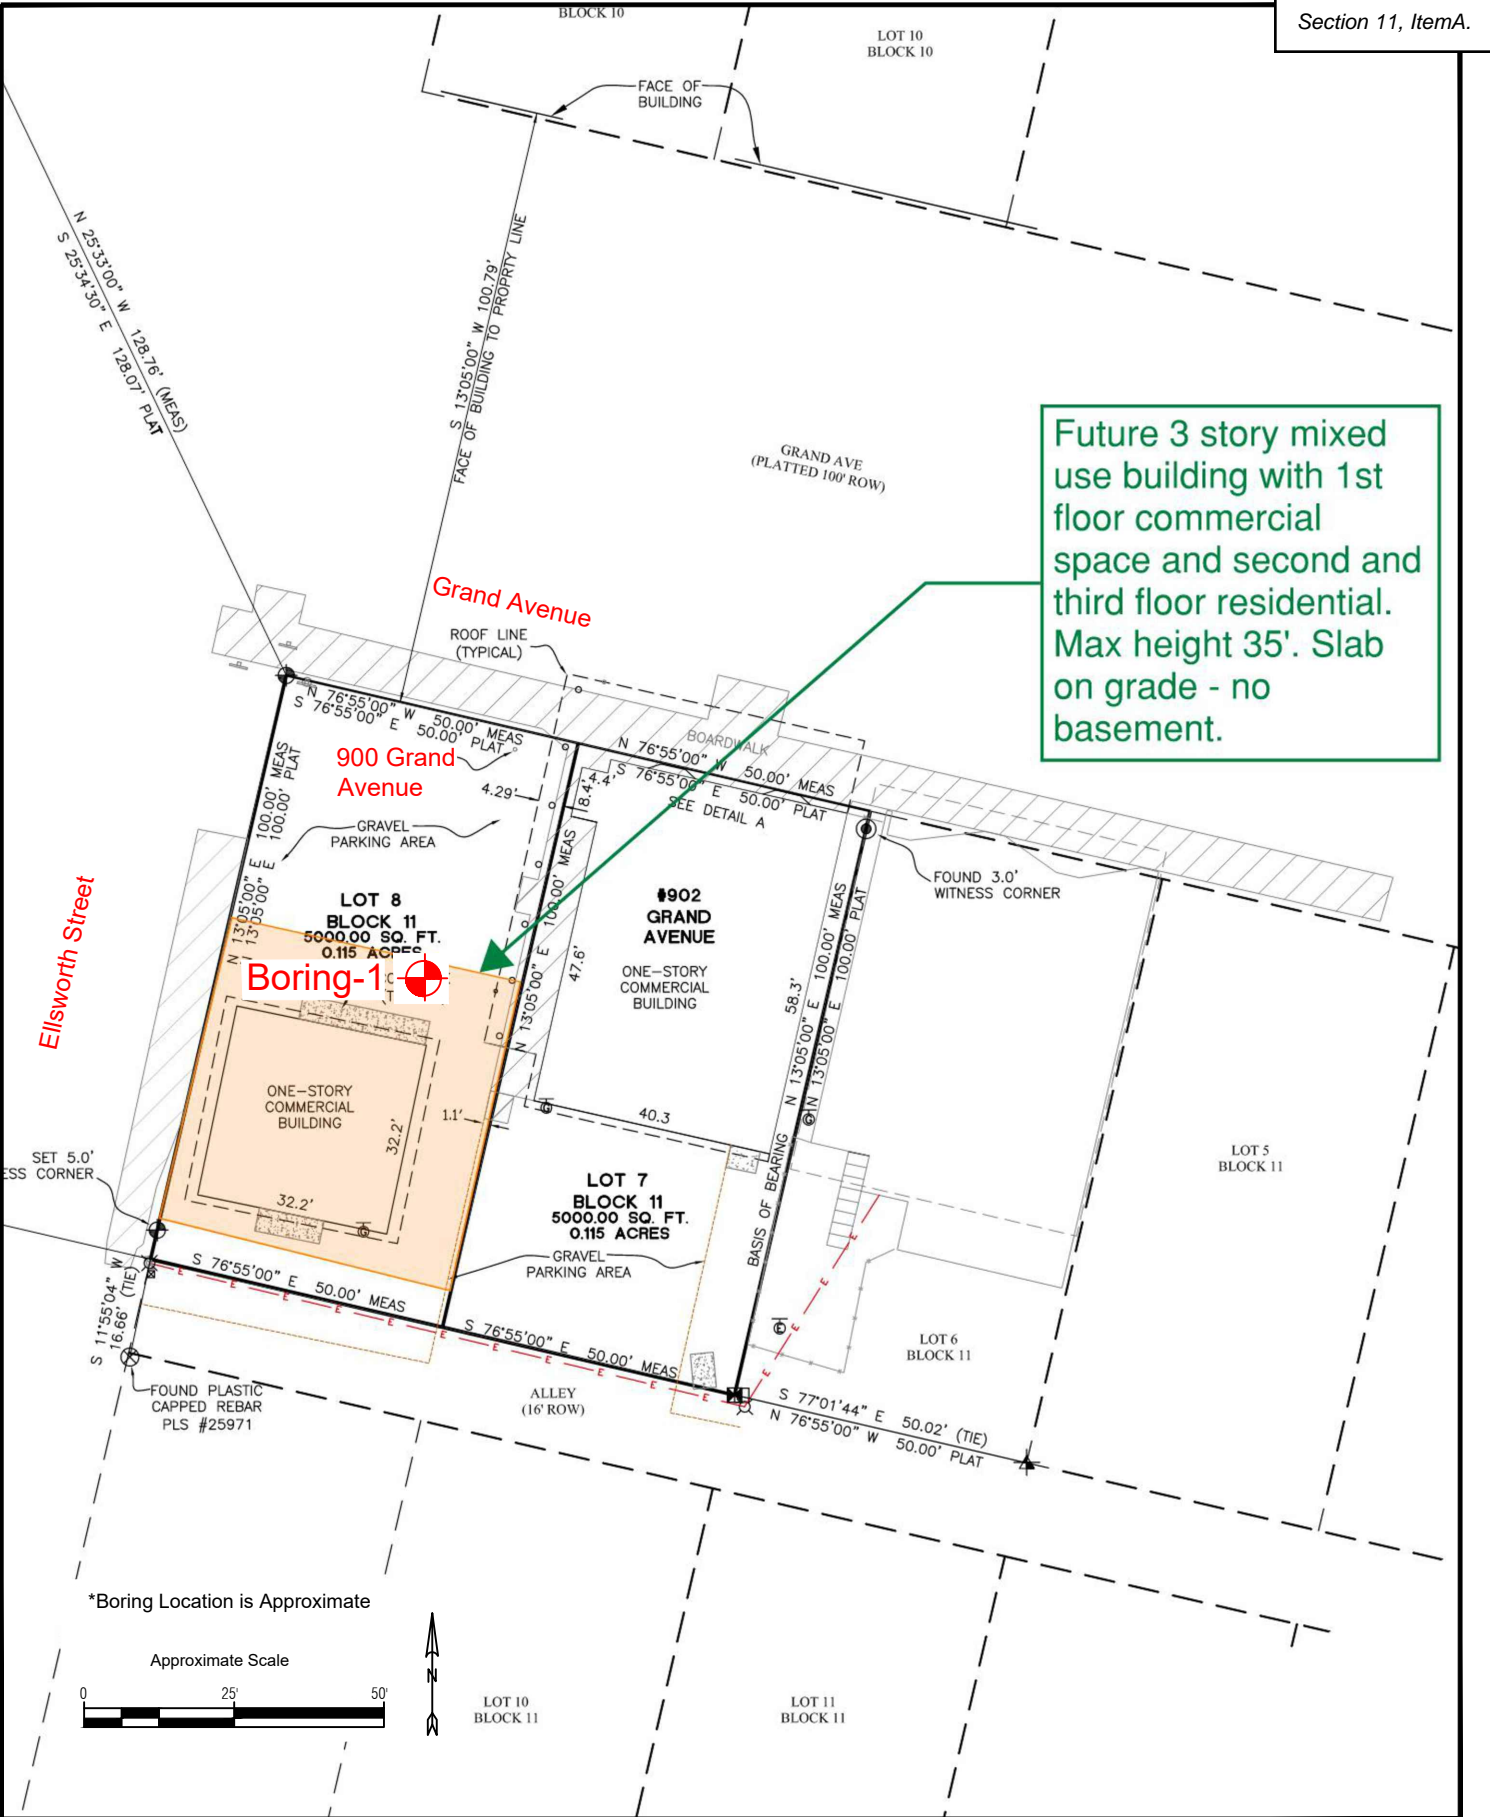 Section 11, ItemA.
BLOCK 10
LOT 10
BLOCK 10
FACE OF
BUILDING
N 25°33'00" W 128.76' (MEAS)
S 25°34'30" E 128.07' PLAT
S 13°05'00" W 100.79'
FACE OF BUILDING TO PROPRTY LINE
GRAND AVE
(PLATTED 100' ROW)
Future 3 story mixed
use building with 1st
floor commercial
space and second and
third floor residential.
Max height 35'. Slab
on grade - no
basement.
Grand Avenue
ROOF LINE
(TYPICAL)
N 76°55'00" W 50.00' MEAS
S 76°55'00" E 50.00' PLAT
BOARDWALK
N 76°55'00" W 50.00' MEAS
S 76°55'00" E 50.00' PLAT
SEE DETAIL A
900 Grand
Avenue
4.29'
8.4'
4.4'
GRAVEL
PARKING AREA
N 13°05'00" E 100.00' MEAS
N 13°05'00" E 100.00' PLAT
LOT 8
BLOCK 11
5000.00 SQ. FT.
0.115 ACRES
Boring-1
N 13°05'00" E 100.00' MEAS
47.6'
#902
GRAND
AVENUE
ONE-STORY
COMMERCIAL
BUILDING
58.3'
N 13°05'00" E 100.00' MEAS
N 13°05'00" E 100.00' PLAT
BASIS OF BEARING
FOUND 3.0'
WITNESS CORNER
Ellsworth Street
ONE-STORY
COMMERCIAL
BUILDING
32.2'
32.2'
1.1'
G
G
G
E
40.3
SET 5.0'
ESS CORNER
LOT 7
BLOCK 11
5000.00 SQ. FT.
0.115 ACRES
GRAVEL
PARKING AREA
LOT 5
BLOCK 11
LOT 6
BLOCK 11
S 76°55'00" E 50.00' MEAS
S 76°55'00" E 50.00' MEAS
E E E E E E E E E E E
E E E E
S 11°55'04" W
16.66' (TIE)
FOUND PLASTIC
CAPPED REBAR
PLS #25971
ALLEY
(16' ROW)
S 77°01'44" E 50.02' (TIE)
N 76°55'00" W 50.00' PLAT
*Boring Location is Approximate
Approximate Scale
0 25' 50'
N
LOT 10
BLOCK 11
LOT 11
BLOCK 11